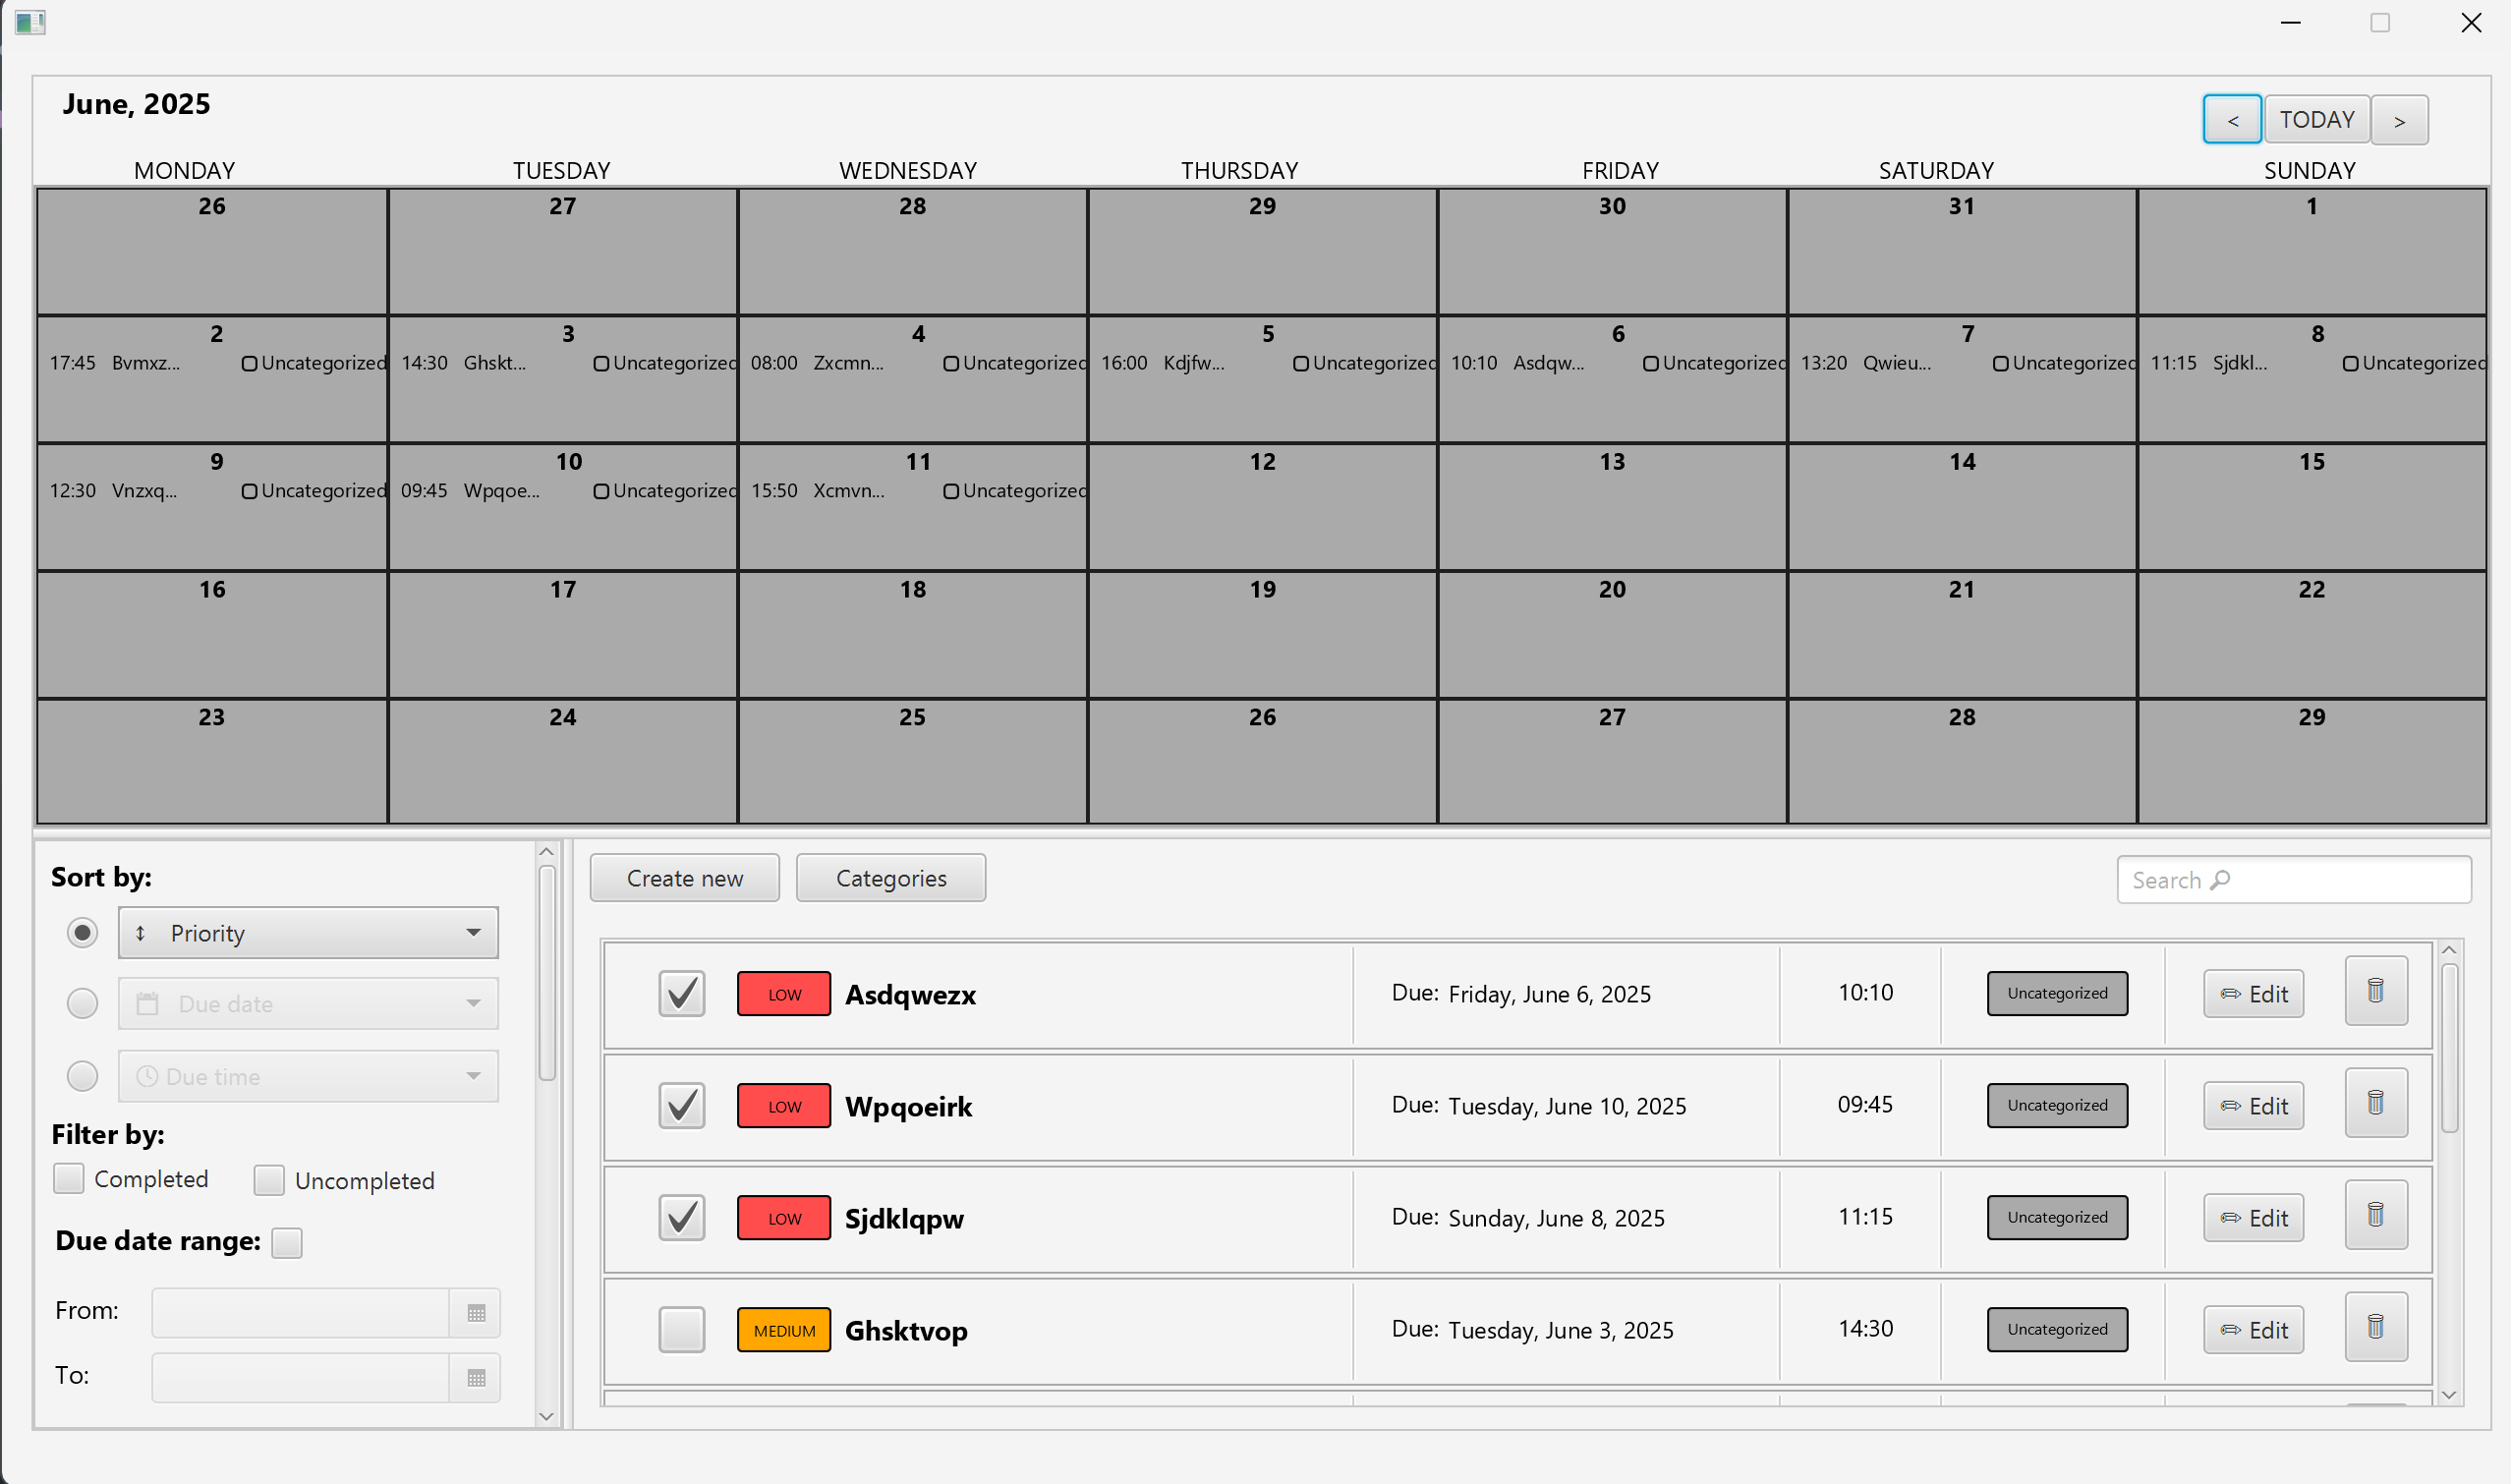 June, 2025
< TODAY >
MONDAY TUESDAY WEDNESDAY THURSDAY FRIDAY SATURDAY SUNDAY
26 27 28 29 30 31 1
2 3 4 5 6 7 8
17:45 Bvmxz... Uncategorized 14:30 Ghskt... Uncategorized 08:00 Zxcmn... Uncategorized 16:00 Kdjfw... Uncategorized 10:10 Asdqw... Uncategorized 13:20 Qwieu... Uncategorized 11:15 Sjdkl... Uncategorized
9 10 11 12 13 14 15
12:30 Vnzxq... Uncategorized 09:45 Wpqoe... Uncategorized 15:50 Xcmvn... Uncategorized
16 17 18 19 20 21 22
23 24 25 26 27 28 29
Sort by:
Priority
Due date
Due time
Filter by:
Completed Uncompleted
Due date range:
From:
To:
Create new Categories Search
LOW Asdqwezx Due: Friday, June 6, 2025 10:10 Uncategorized Edit
LOW Wpqoeirk Due: Tuesday, June 10, 2025 09:45 Uncategorized Edit
LOW Sjdklqpw Due: Sunday, June 8, 2025 11:15 Uncategorized Edit
MEDIUM Ghsktvop Due: Tuesday, June 3, 2025 14:30 Uncategorized Edit